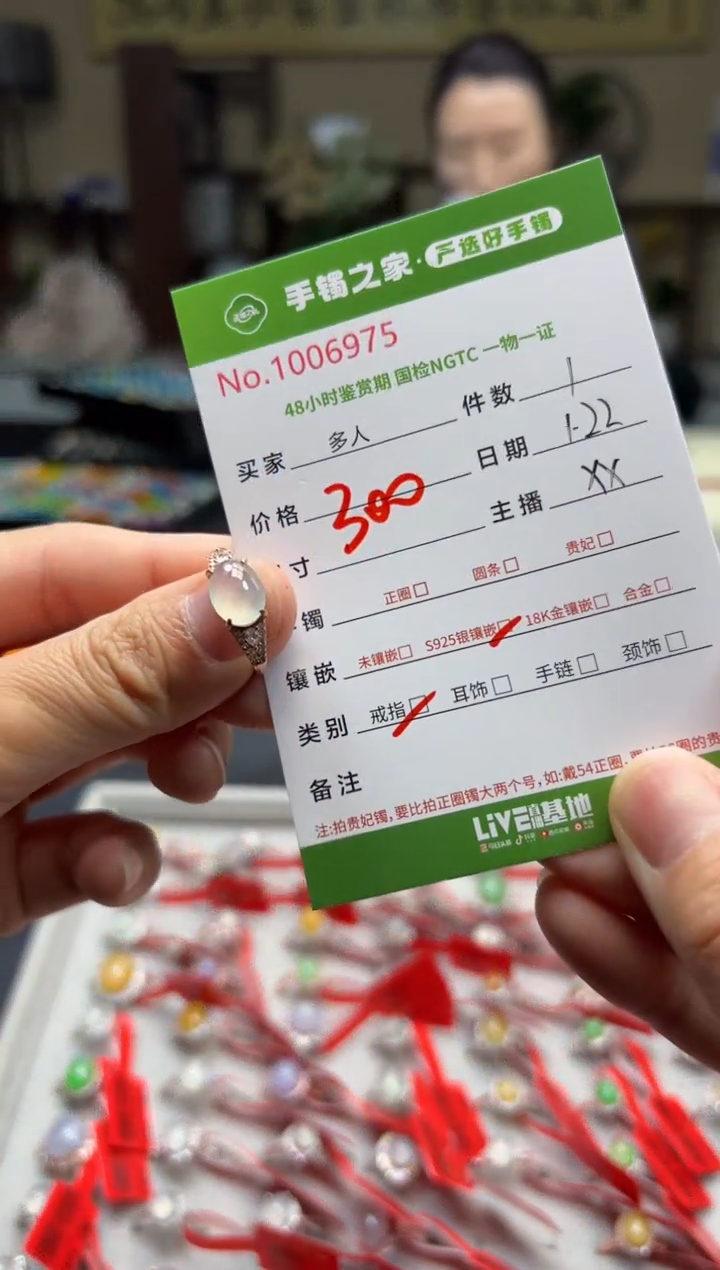 手镯之家·严选好手镯
No.1006975
48小时鉴赏期 国检NGTC 一物一证
买家 多人 件数 1
价格 300 日期 1.22
寸 主播 XX
镯 正圈□ 圆条□ 贵妃□
镶嵌 未镶嵌□ S925银镶嵌□ 18K金镶嵌□ 合金□
类别 戒指□ 耳饰□ 手链□ 颈饰□
备注
注:拍贵妃镯,要比拍正圈镯大两个号,如:戴54正圈.
圈的贵
LiVE直播基地